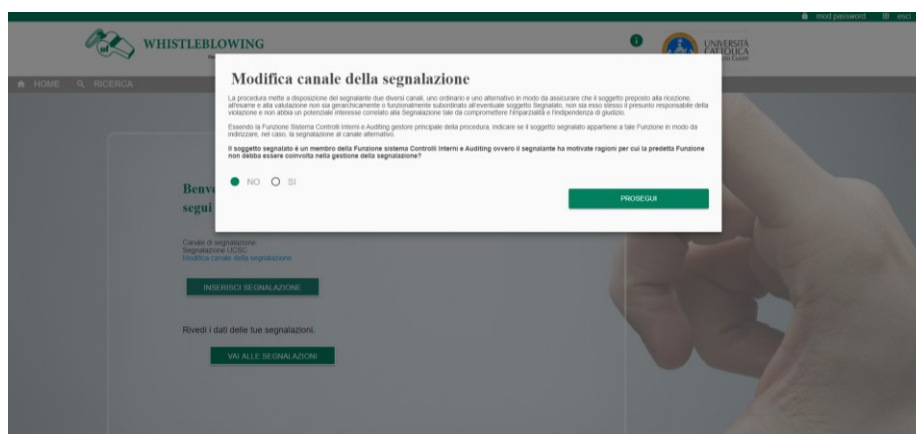 mod password esci
WHISTLEBLOWING
UNIVERSITÀ
CATTOLICA
HOME RICERCA
Modifica canale della segnalazione
La procedura mette a disposizione del segnalante due diversi canali, uno ordinario e uno alternativo in modo da assicurare che il soggetto preposto alla ricezione,
all'esame e alla valutazione non sia gerarchicamente o funzionalmente subordinato all'eventuale soggetto Segnalato, non sia esso stesso il presunto responsabile della
violazione e non abbia un potenziale interesse correlato alla Segnalazione tale da compromettere l'imparzialità e l'indipendenza di giudizio.
Essendo la Funzione Sistema Controlli Interni e Auditing gestore principale della procedura, indicare se il soggetto segnalato appartiene a tale Funzione in modo da
indirizzare, nel caso, la segnalazione al canale alternativo.
Il soggetto segnalato è un membro della Funzione sistema Controlli Interni e Auditing ovvero il segnalante ha motivate ragioni per cui la predetta Funzione
non debba essere coinvolta nella gestione della segnalazione?
NO SI
PROSEGUI
Benve
segui
Canale di segnalazione
Segnalazione UCSC
Modifica canale della segnalazione
INSERISCI SEGNALAZIONE
Rivedi i dati delle tue segnalazioni.
VAI ALLE SEGNALAZIONI